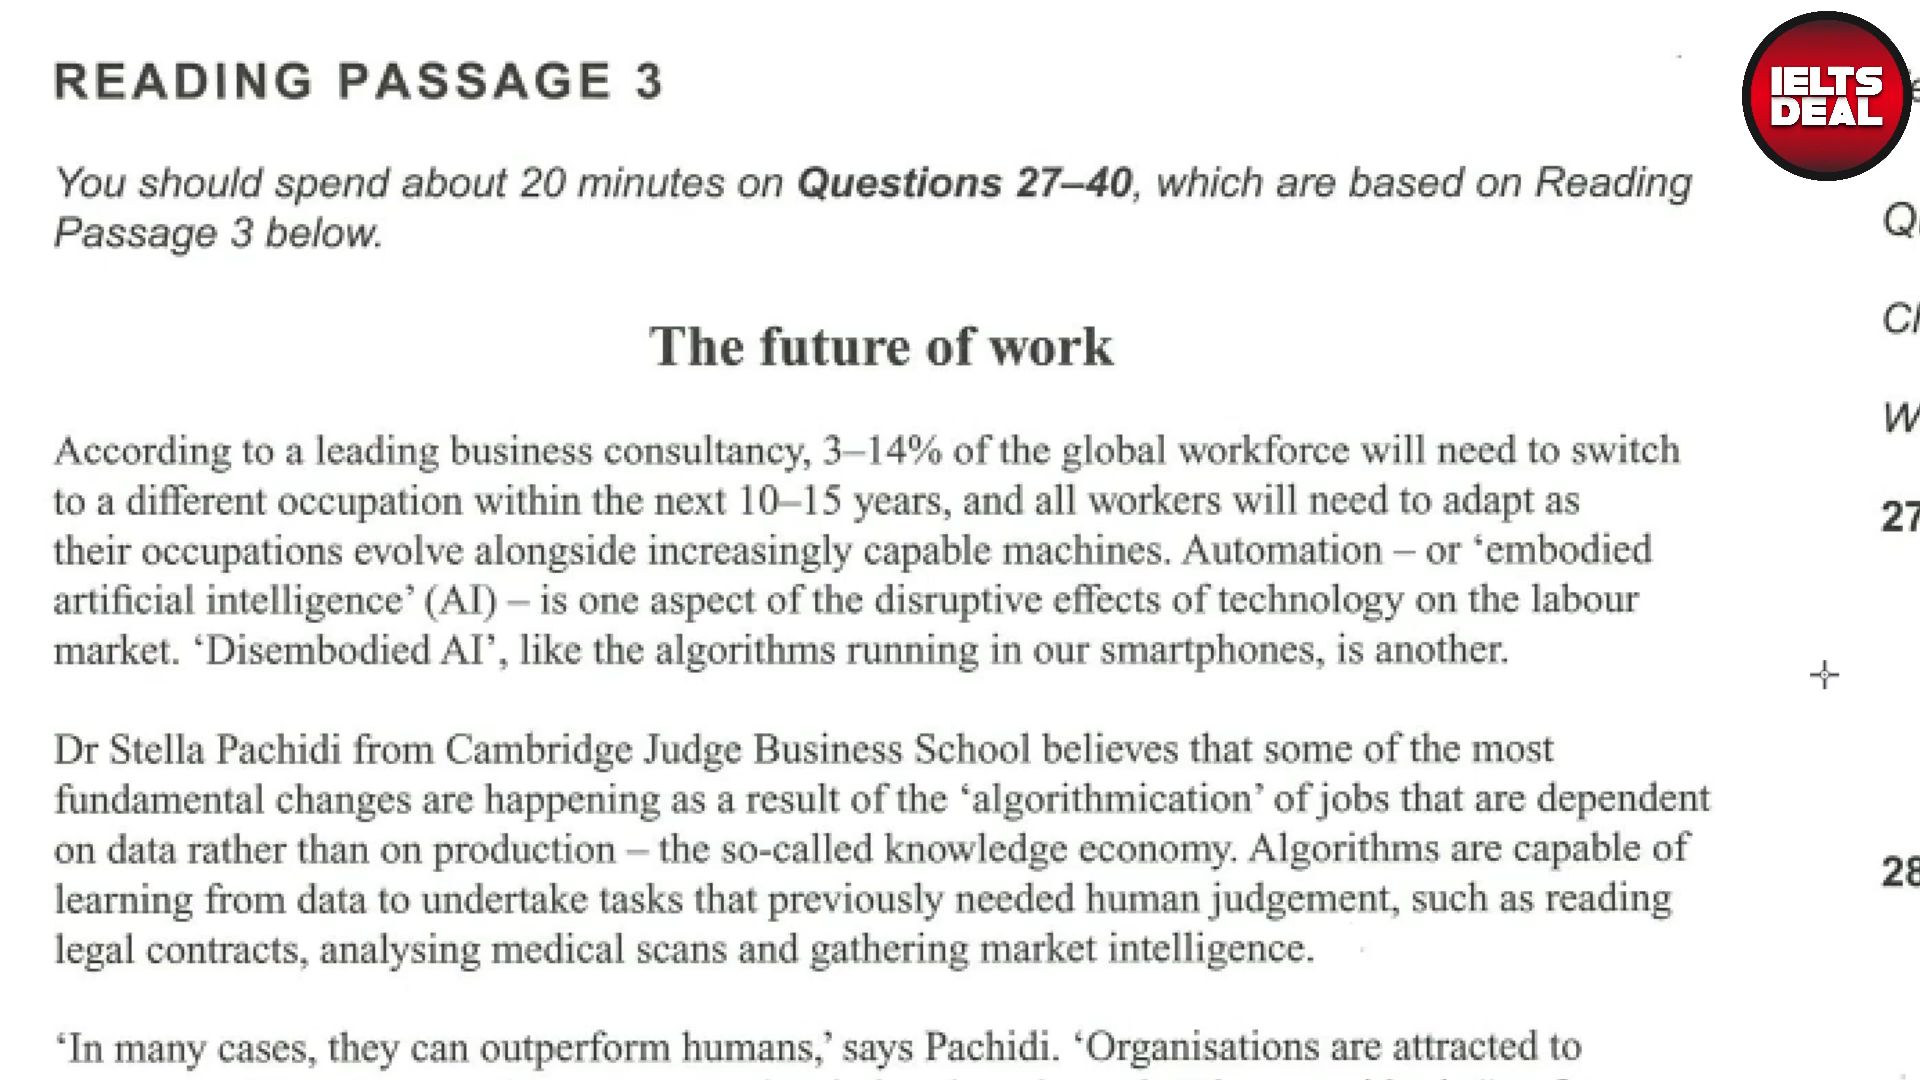 READING PASSAGE 3
IELTS
DEAL
You should spend about 20 minutes on Questions 27–40, which are based on Reading
Passage 3 below.
The future of work
According to a leading business consultancy, 3–14% of the global workforce will need to switch
to a different occupation within the next 10–15 years, and all workers will need to adapt as
their occupations evolve alongside increasingly capable machines. Automation – or ‘embodied
artificial intelligence’ (AI) – is one aspect of the disruptive effects of technology on the labour
market. ‘Disembodied AI’, like the algorithms running in our smartphones, is another.
Dr Stella Pachidi from Cambridge Judge Business School believes that some of the most
fundamental changes are happening as a result of the ‘algorithmication’ of jobs that are dependent
on data rather than on production – the so-called knowledge economy. Algorithms are capable of
learning from data to undertake tasks that previously needed human judgement, such as reading
legal contracts, analysing medical scans and gathering market intelligence.
‘In many cases, they can outperform humans,’ says Pachidi. ‘Organisations are attracted to
27
28